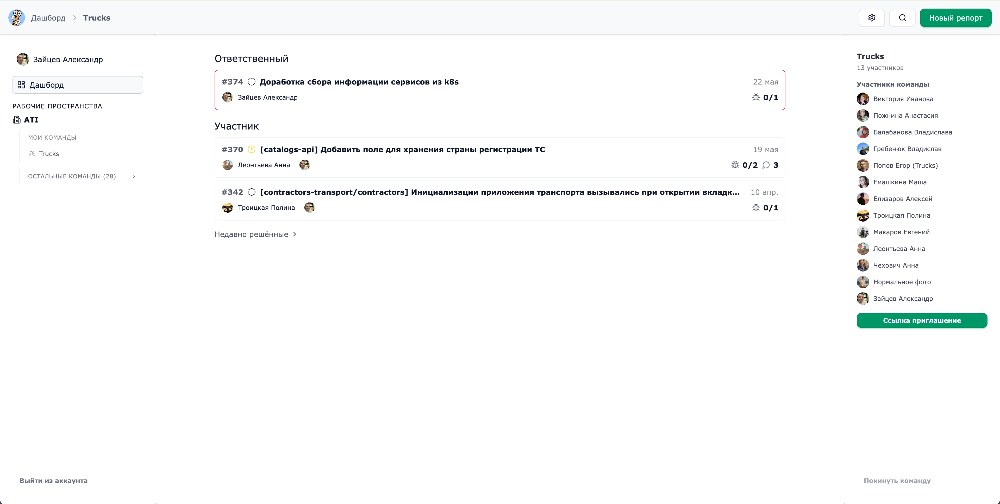 Дашборд > Trucks
Новый репорт
Зайцев Александр
Дашборд
РАБОЧИЕ ПРОСТРАНСТВА
ATI
МОИ КОМАНДЫ
Trucks
ОСТАЛЬНЫЕ КОМАНДЫ (28)
Выйти из аккаунта
Ответственный
#374 Доработка сбора информации сервисов из k8s 22 мая
Зайцев Александр 0/1
Участник
#370 [catalogs-api] Добавить поле для хранения страны регистрации ТС 19 мая
Леонтьева Анна 0/2 3
#342 [contractors-transport/contractors] Инициализации приложения транспорта вызывались при открытии вкладк... 10 апр.
Троицкая Полина 0/1
Недавно решённые
Trucks
13 участников
Участники команды
Виктория Иванова
Пожнина Анастасия
Балабанова Владислава
Гребенюк Владислав
Попов Егор (Trucks)
Емашкина Маша
Елизаров Алексей
Троицкая Полина
Макаров Евгений
Леонтьева Анна
Чехович Анна
Нормальное фото
Зайцев Александр
Ссылка приглашение
Покинуть команду